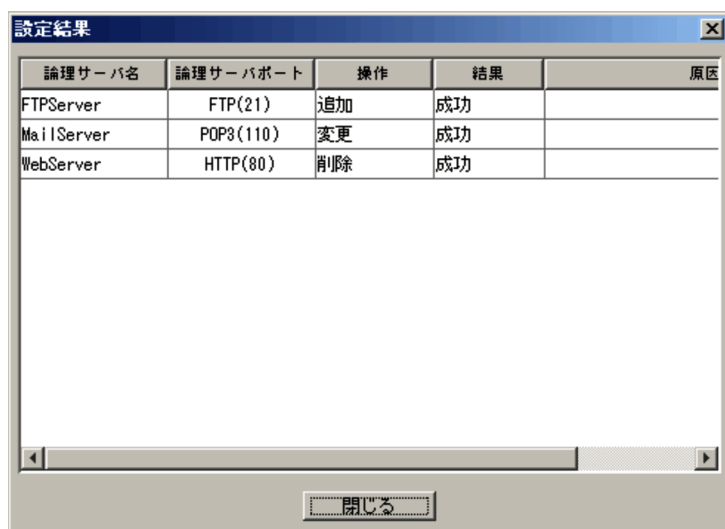 設定結果
論理サーバ名 論理サーバポート 操作 結果 原因
FTPServer FTP(21) 追加 成功
MailServer POP3(110) 変更 成功
WebServer HTTP(80) 削除 成功
閉じる